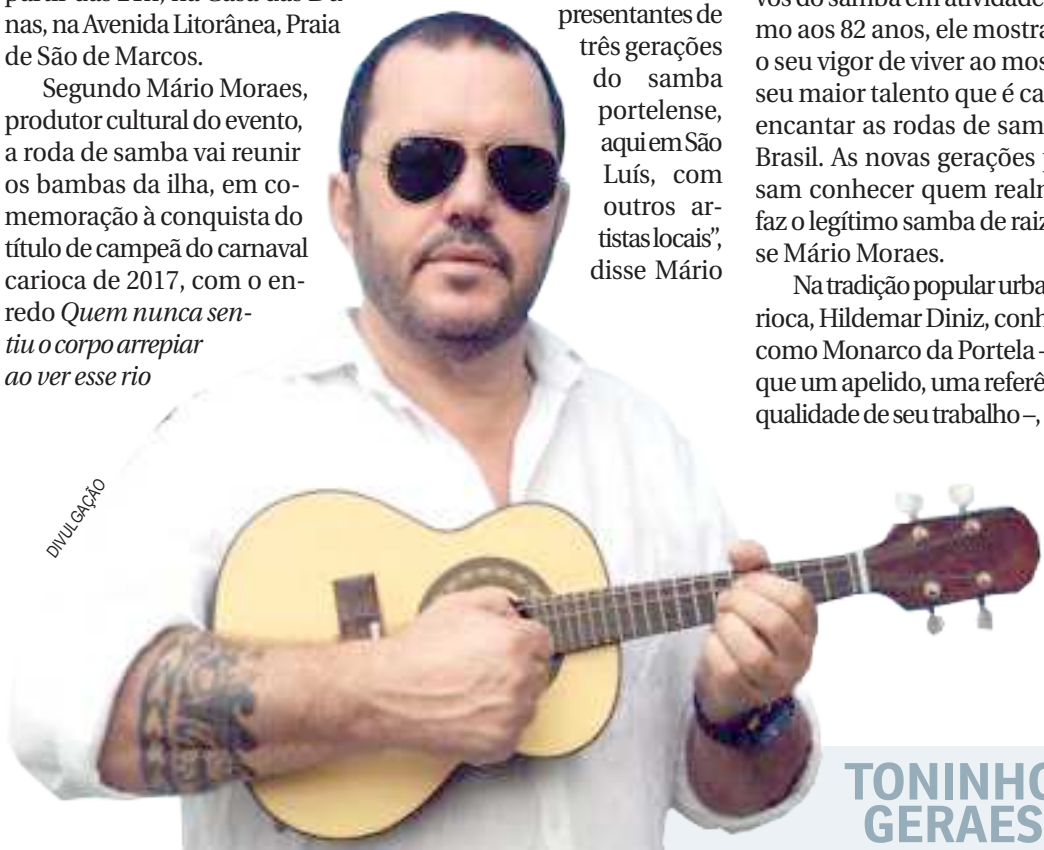 nas, na Avenida Litorânea, Praia
de São de Marcos.
Segundo Mário Moraes,
produtor cultural do evento,
a roda de samba vai reunir
os bambas da ilha, em co-
memoração à conquista do
título de campeã do carnaval
carioca de 2017, com o en-
redo Quem nunca sen-
tiu o corpo arrepiar
ao ver esse rio
DIVULGAÇÃO
presentantes de
três gerações
do samba
portelense,
aqui em São
Luís, com
outros ar-
tistas locais”,
disse Mário
vos do samba em atividade
mo aos 82 anos, ele mostra
o seu vigor de viver ao mos
seu maior talento que é ca
encantar as rodas de sam
Brasil. As novas gerações
sam conhecer quem realm
faz o legítimo samba de raiz
se Mário Moraes.
Na tradição popular urba
rioca, Hildemar Diniz, conh
como Monarco da Portela –
que um apelido, uma referê
qualidade de seu trabalho –,
TONINHO
GERAES